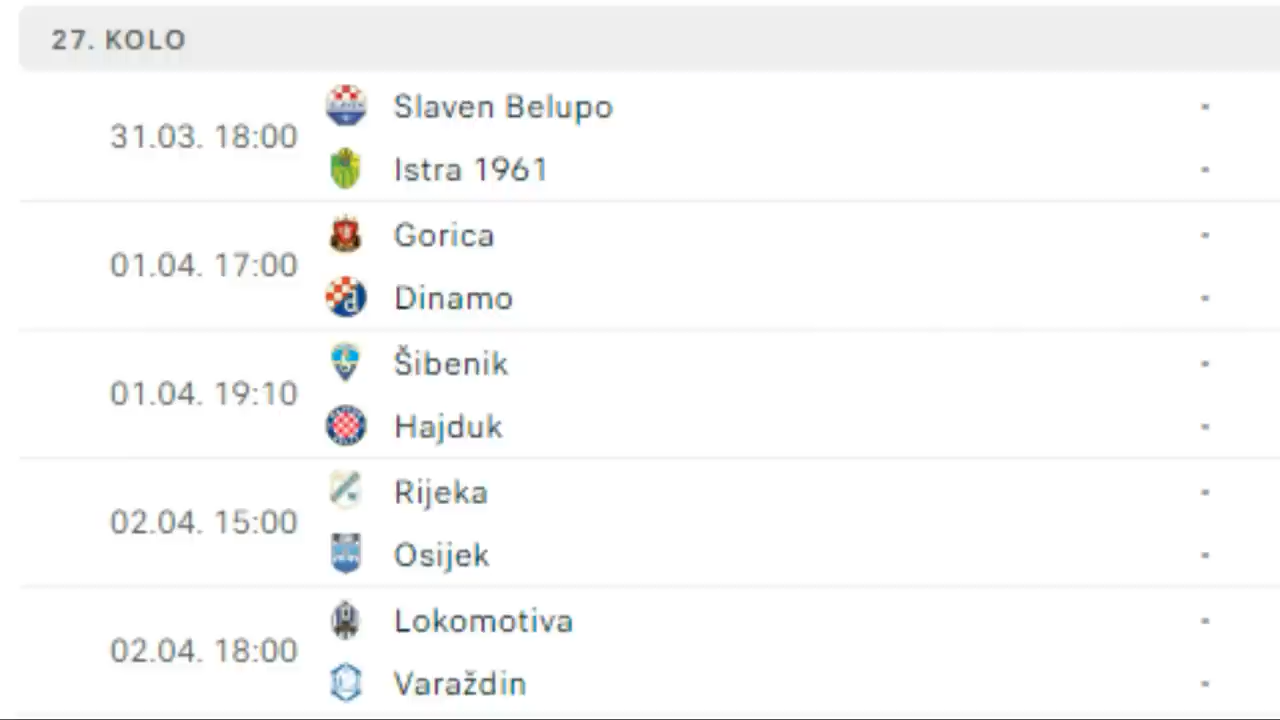 27. KOLO
31.03. 18:00
Slaven Belupo -
Istra 1961 -
01.04. 17:00
Gorica -
Dinamo -
01.04. 19:10
Šibenik -
Hajduk -
02.04. 15:00
Rijeka -
Osijek -
02.04. 18:00
Lokomotiva -
Varaždin -